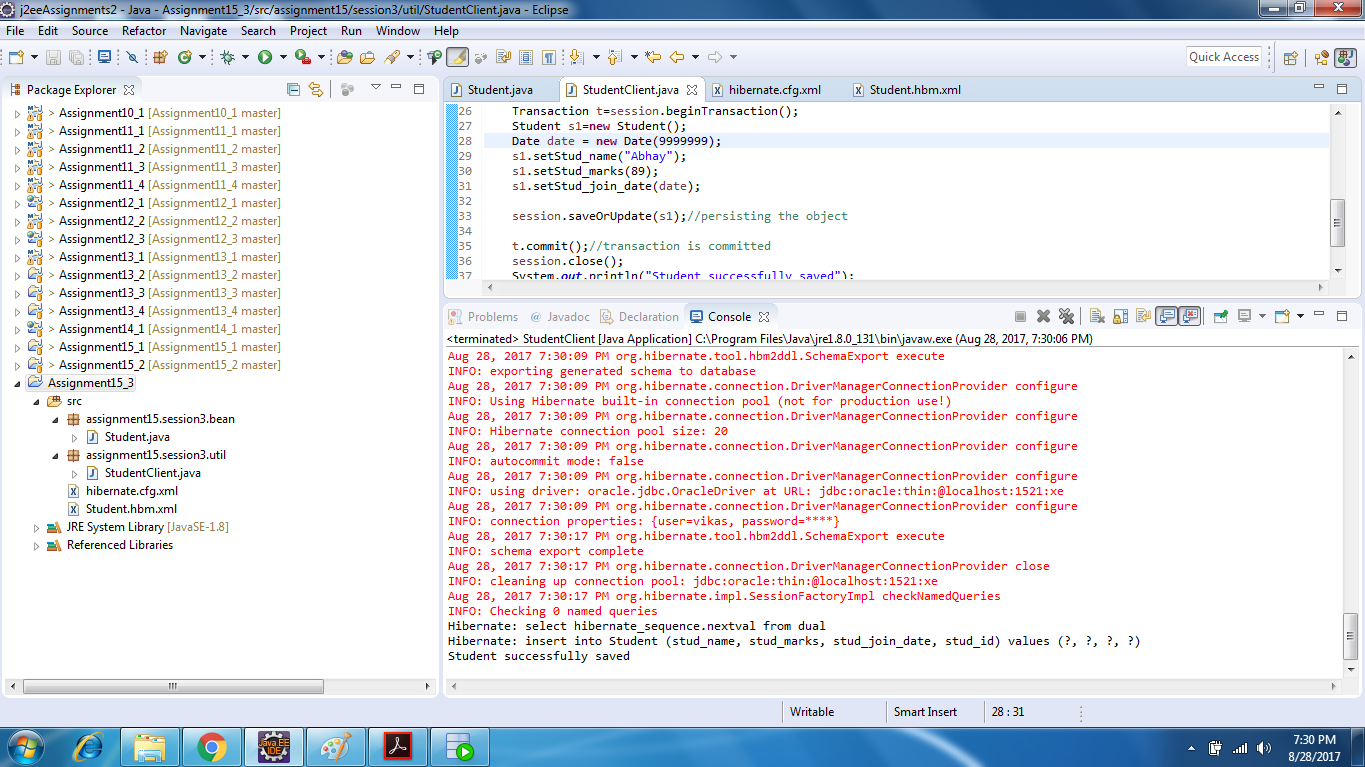 j2eeAssignments2 - Java - Assignment15_3/src/assignment15/session3/util/StudentClient.java - Eclipse
File Edit Source Refactor Navigate Search Project Run Window Help
Quick Access
Package Explorer
> Assignment10_1 [Assignment10_1 master]
> Assignment11_1 [Assignment11_1 master]
> Assignment11_2 [Assignment11_2 master]
> Assignment11_3 [Assignment11_3 master]
> Assignment11_4 [Assignment11_4 master]
> Assignment12_1 [Assignment12_1 master]
> Assignment12_2 [Assignment12_2 master]
> Assignment12_3 [Assignment12_3 master]
> Assignment13_1 [Assignment13_1 master]
> Assignment13_2 [Assignment13_2 master]
> Assignment13_3 [Assignment13_3 master]
> Assignment13_4 [Assignment13_4 master]
> Assignment14_1 [Assignment14_1 master]
> Assignment15_1 [Assignment15_1 master]
> Assignment15_2 [Assignment15_2 master]
Assignment15_3
src
assignment15.session3.bean
Student.java
assignment15.session3.util
StudentClient.java
hibernate.cfg.xml
Student.hbm.xml
JRE System Library [JavaSE-1.8]
Referenced Libraries
Student.java StudentClient.java hibernate.cfg.xml Student.hbm.xml
26 Transaction t=session.beginTransaction();
27 Student s1=new Student();
28 Date date = new Date(9999999);
29 s1.setStud_name("Abhay");
30 s1.setStud_marks(89);
31 s1.setStud_join_date(date);
32
33 session.saveOrUpdate(s1);//persisting the object
34
35 t.commit();//transaction is committed
36 session.close();
37 System.out.println("Student successfully saved");
Problems @ Javadoc Declaration Console
<terminated> StudentClient [Java Application] C:\Program Files\Java\jre1.8.0_131\bin\javaw.exe (Aug 28, 2017, 7:30:06 PM)
Aug 28, 2017 7:30:09 PM org.hibernate.tool.hbm2ddl.SchemaExport execute
INFO: exporting generated schema to database
Aug 28, 2017 7:30:09 PM org.hibernate.connection.DriverManagerConnectionProvider configure
INFO: Using Hibernate built-in connection pool (not for production use!)
Aug 28, 2017 7:30:09 PM org.hibernate.connection.DriverManagerConnectionProvider configure
INFO: Hibernate connection pool size: 20
Aug 28, 2017 7:30:09 PM org.hibernate.connection.DriverManagerConnectionProvider configure
INFO: autocommit mode: false
Aug 28, 2017 7:30:09 PM org.hibernate.connection.DriverManagerConnectionProvider configure
INFO: using driver: oracle.jdbc.OracleDriver at URL: jdbc:oracle:thin:@localhost:1521:xe
Aug 28, 2017 7:30:09 PM org.hibernate.connection.DriverManagerConnectionProvider configure
INFO: connection properties: {user=vikas, password=****}
Aug 28, 2017 7:30:17 PM org.hibernate.tool.hbm2ddl.SchemaExport execute
INFO: schema export complete
Aug 28, 2017 7:30:17 PM org.hibernate.connection.DriverManagerConnectionProvider close
INFO: cleaning up connection pool: jdbc:oracle:thin:@localhost:1521:xe
Aug 28, 2017 7:30:17 PM org.hibernate.impl.SessionFactoryImpl checkNamedQueries
INFO: Checking 0 named queries
Hibernate: select hibernate_sequence.nextval from dual
Hibernate: insert into Student (stud_name, stud_marks, stud_join_date, stud_id) values (?, ?, ?, ?)
Student successfully saved
Writable Smart Insert 28 : 31
Java EE
IDE
7:30 PM
8/28/2017